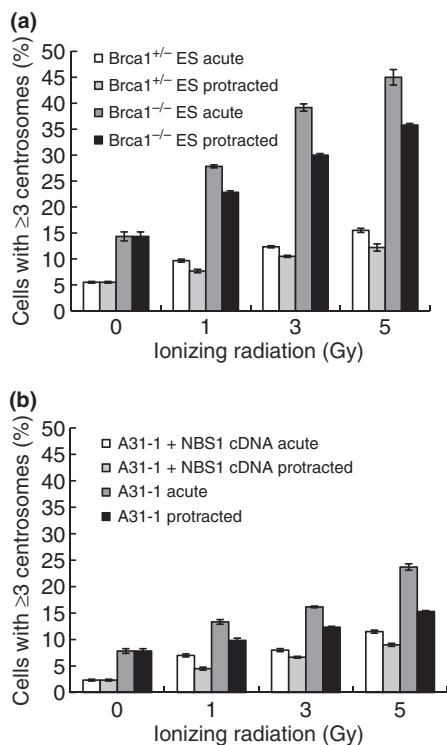 (a)
Cells with ≥3 centrosomes (%)
50
45
40
35
30
25
20
15
10
5
0
Brca1+/– ES acute
Brca1+/– ES protracted
Brca1–/– ES acute
Brca1–/– ES protracted
0 1 3 5
Ionizing radiation (Gy)
(b)
Cells with ≥3 centrosomes (%)
50
45
40
35
30
25
20
15
10
5
0
A31-1 + NBS1 cDNA acute
A31-1 + NBS1 cDNA protracted
A31-1 acute
A31-1 protracted
0 1 3 5
Ionizing radiation (Gy)